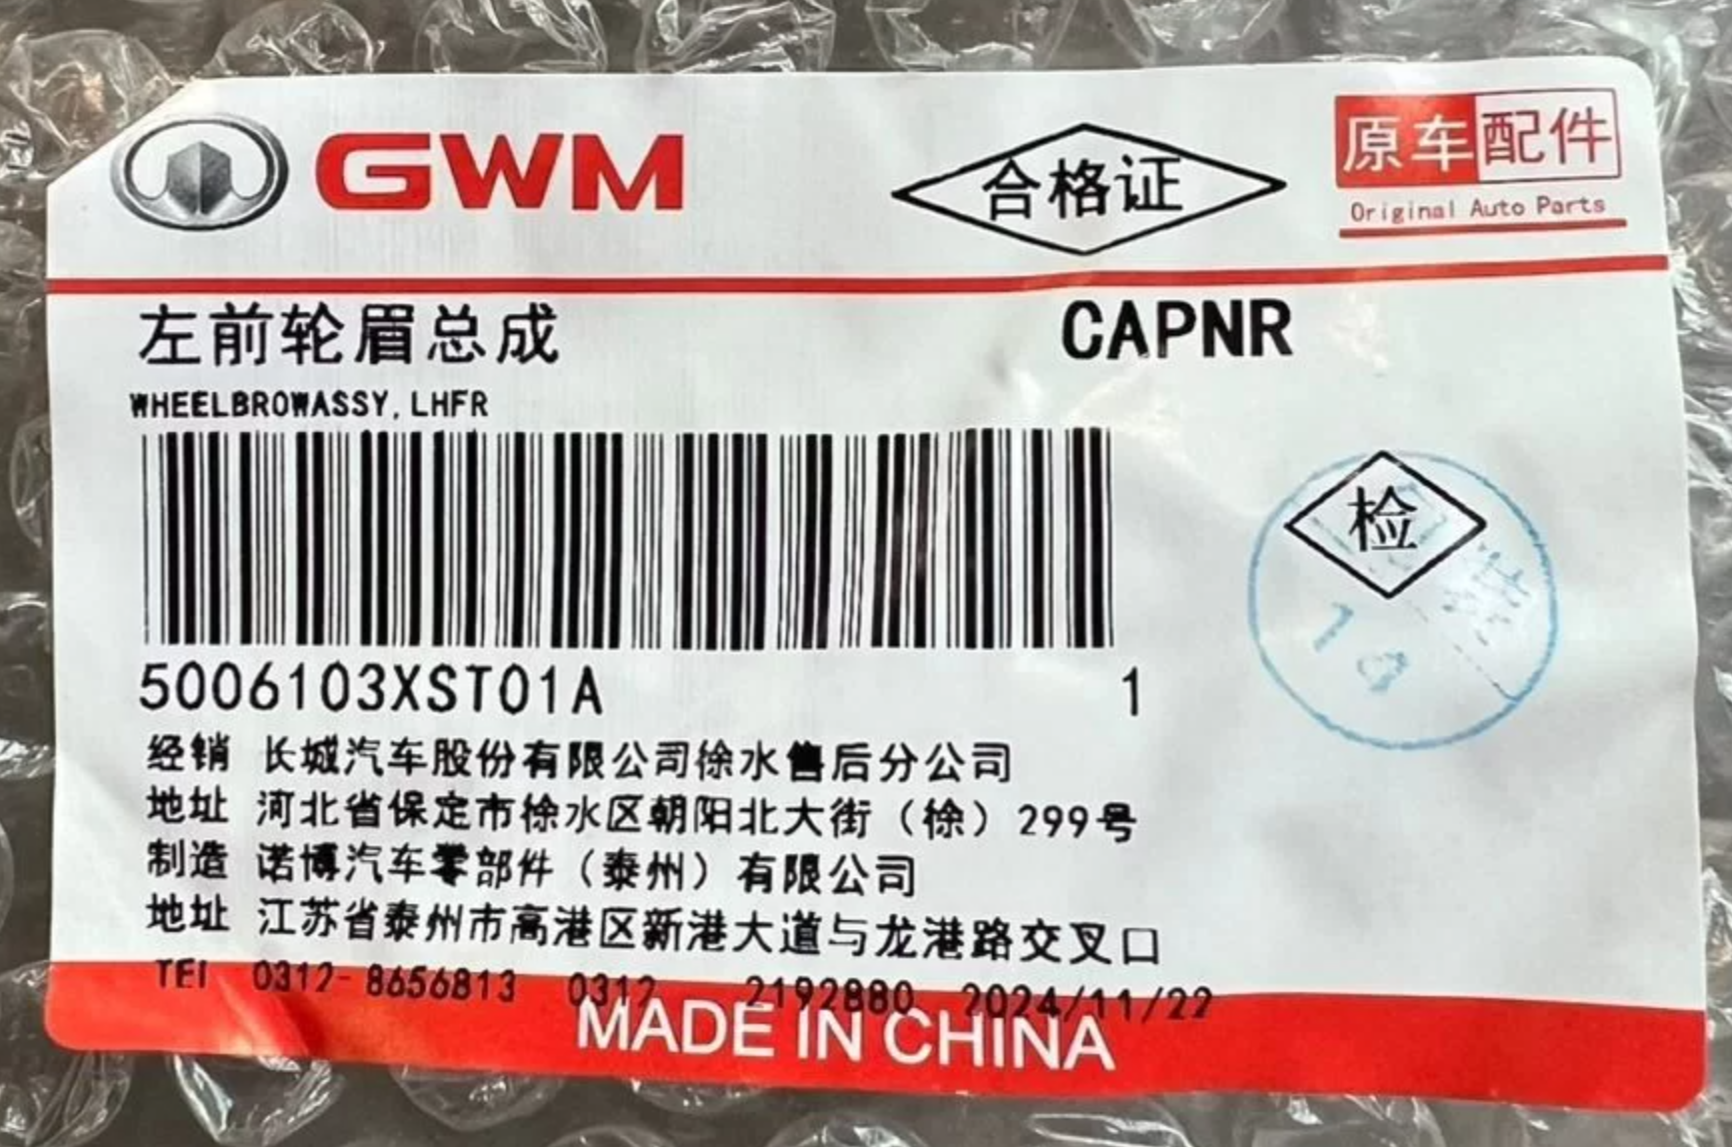 GWM
合格证
原车配件
Original Auto Parts
左前轮眉总成
CAPNR
WHEELBROWASSY, LHFR
检
5006103XST01A 1
经销 长城汽车股份有限公司徐水售后分公司
地址 河北省保定市徐水区朝阳北大街（徐）299号
制造 诺博汽车零部件（泰州）有限公司
地址 江苏省泰州市高港区新港大道与龙港路交叉口
TEl 0312-8656813 0312 2192880 2024/11/22
MADE IN CHINA